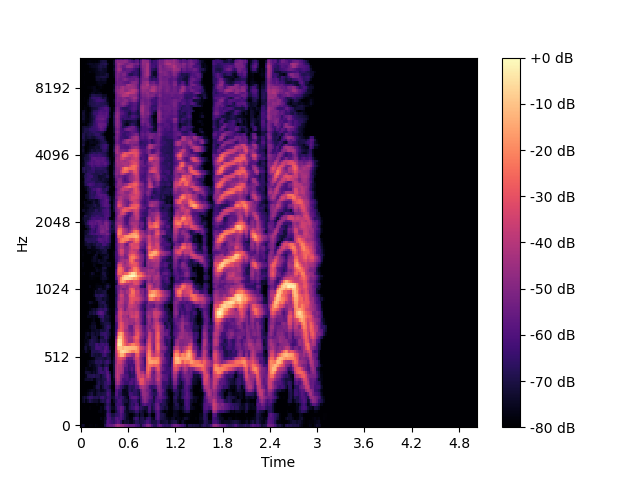 +0 dB
8192
-10 dB
4096
-20 dB
-30 dB
2048
-40 dB
Hz
1024
-50 dB
512
-60 dB
-70 dB
0
-80 dB
0 0.6 1.2 1.8 2.4 3 3.6 4.2 4.8
Time